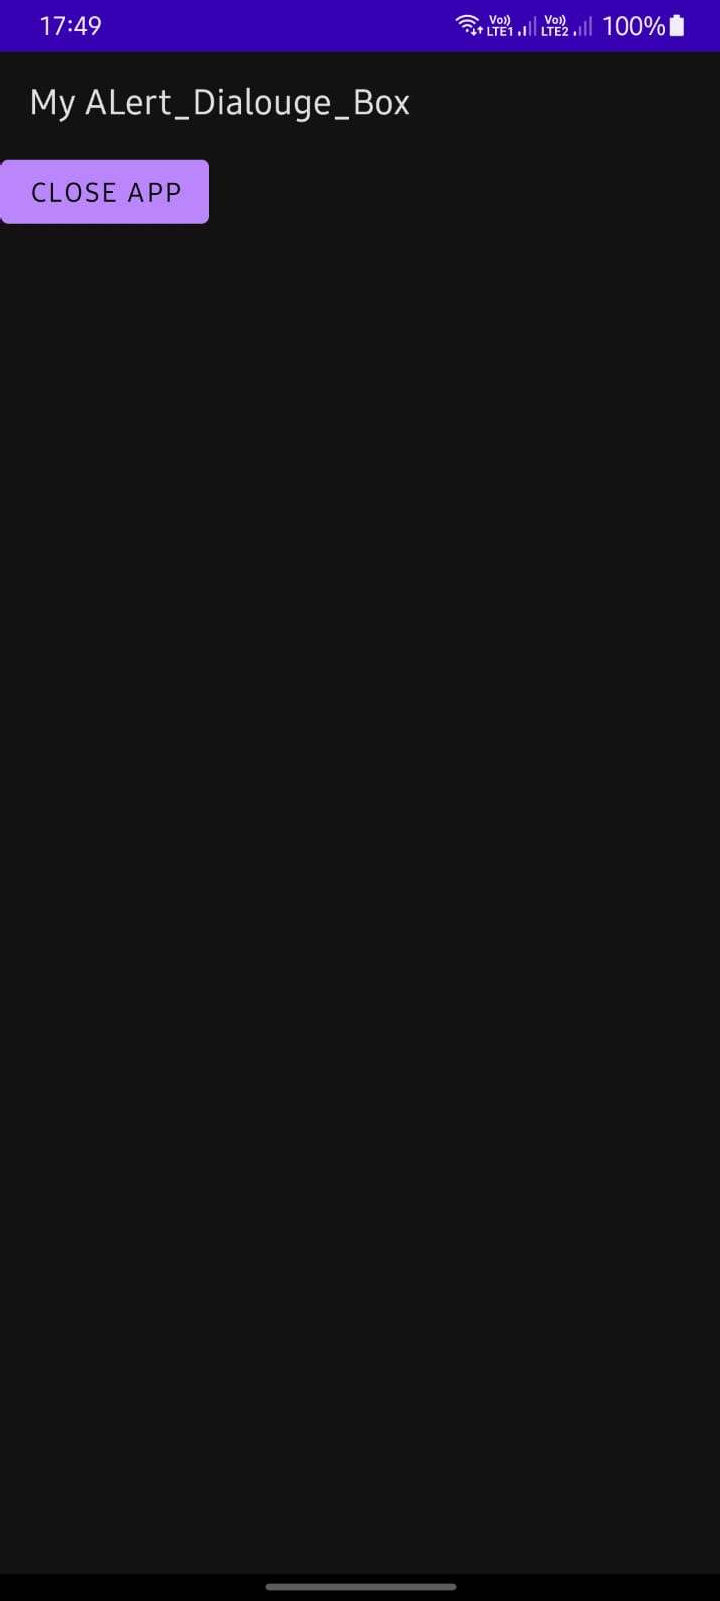 17:49 Vo)) LTE1 Vo)) LTE2 100%
My ALert_Dialouge_Box
CLOSE APP